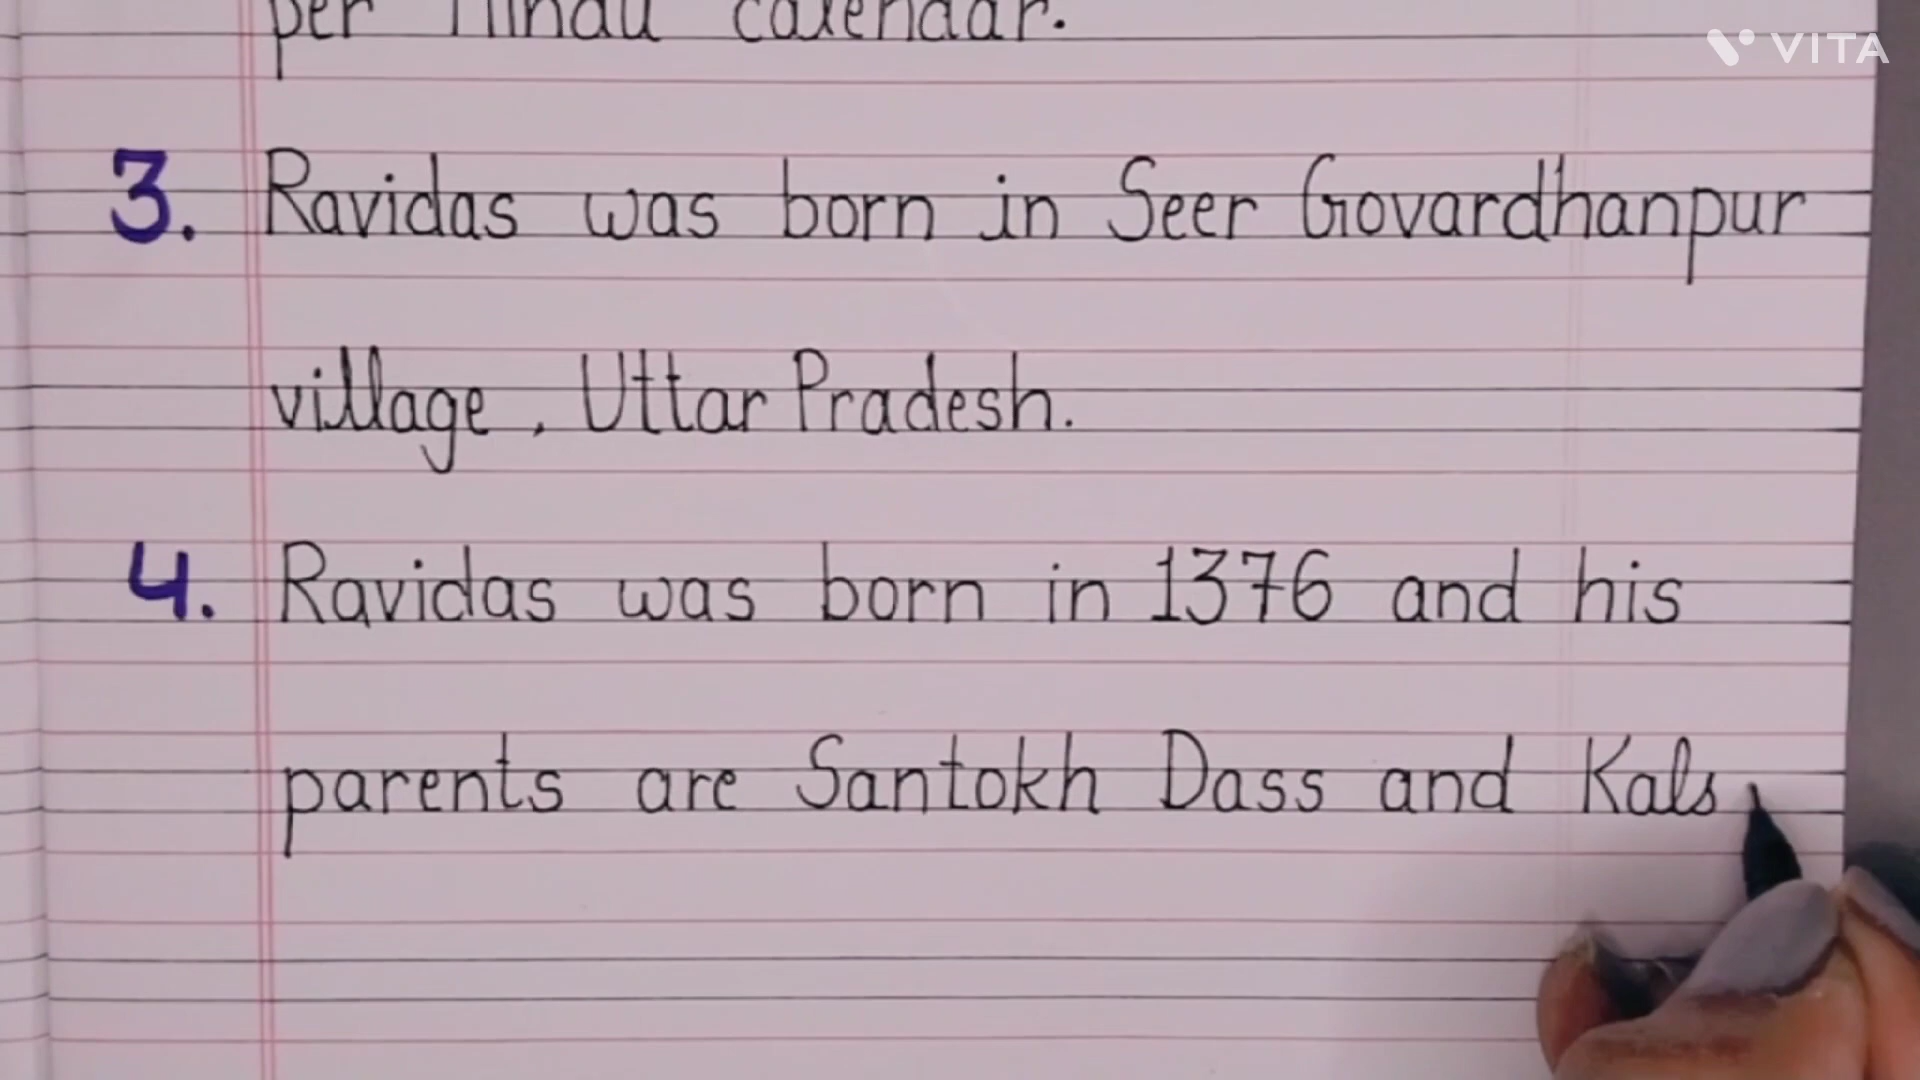 per Hindu calendar.
VITA
3. Ravidas was born in Seer Govardhanpur
village, Uttar Pradesh.
4. Ravidas was born in 1376 and his
parents are Santokh Dass and Kals